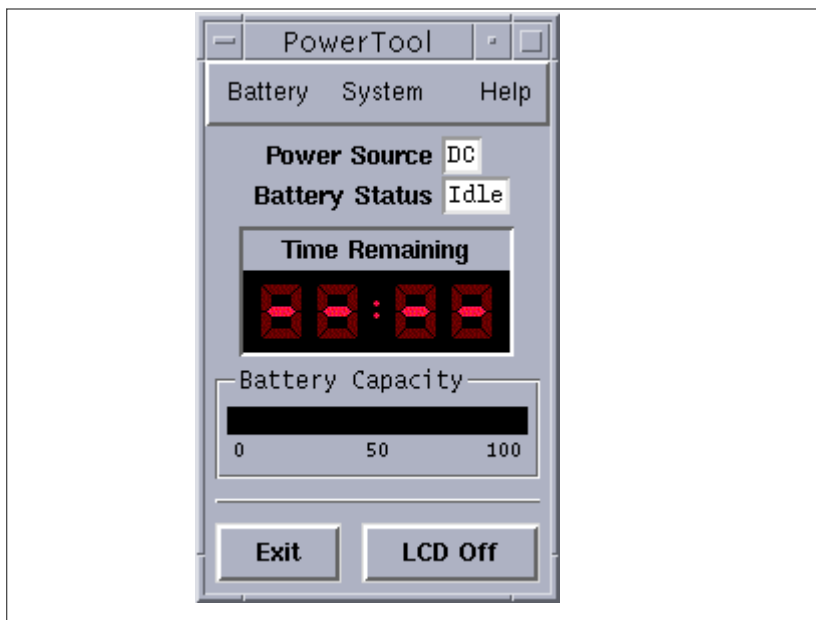 PowerTool
Battery System Help
Power Source DC
Battery Status Idle
Time Remaining
--:--
Battery Capacity
0 50 100
Exit LCD Off